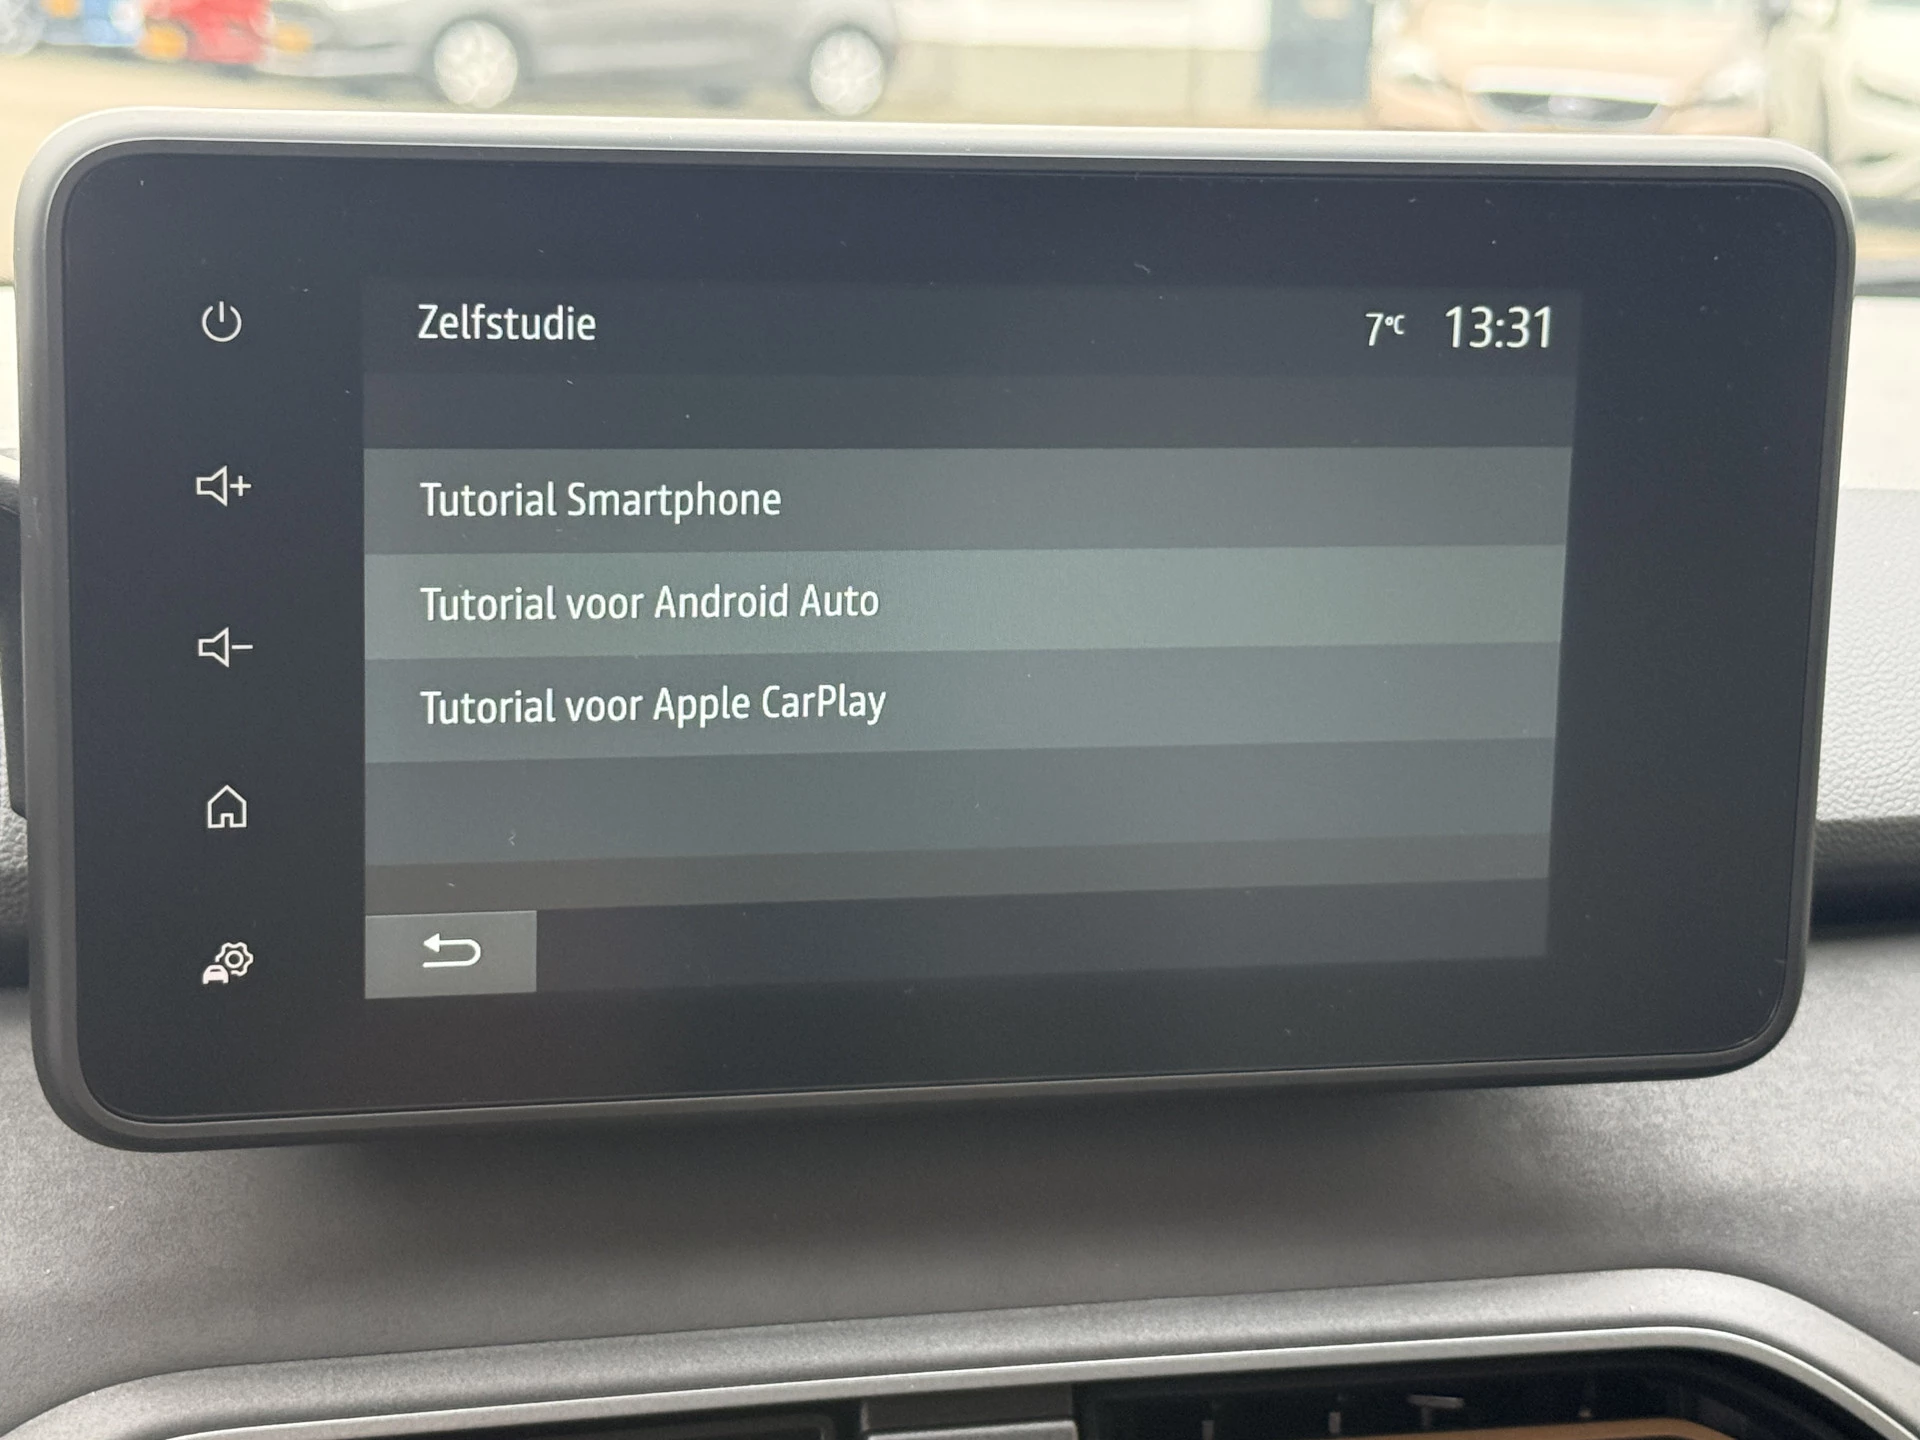 Zelfstudie
7°C 13:31
Tutorial Smartphone
Tutorial voor Android Auto
Tutorial voor Apple CarPlay